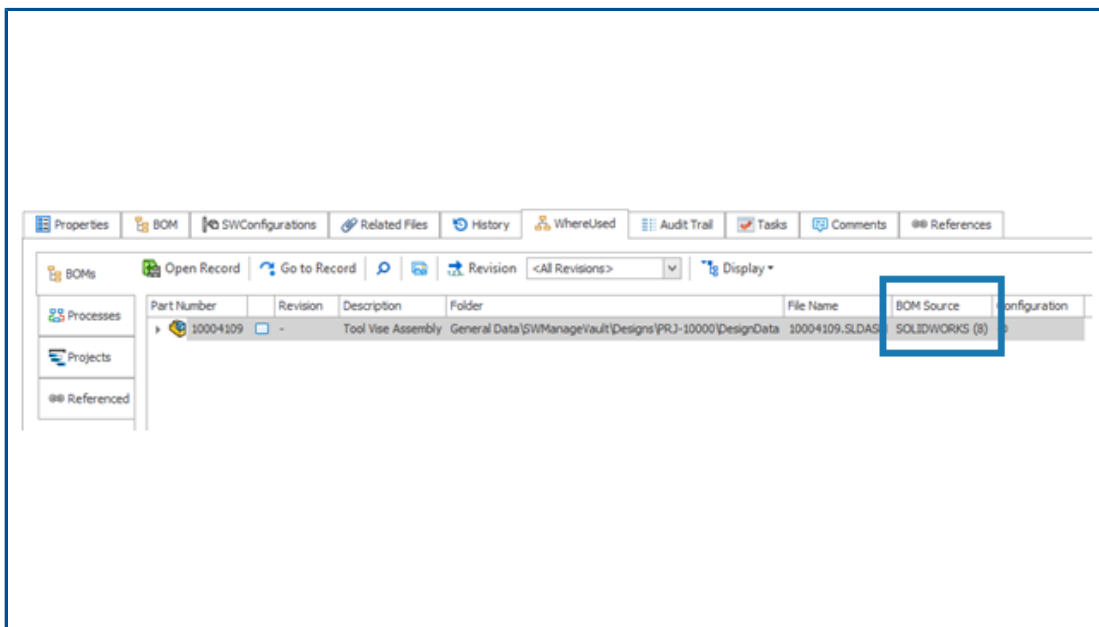 Properties BOM SWConfigurations Related Files History WhereUsed Audit Trail Tasks Comments References
BOMs Open Record Go to Record Revision <All Revisions> Display
Part Number Revision Description Folder File Name BOM Source onfiguration
Processes
10004109 - Tool Vise Assembly General Data\SWManageVault\Designs\PRJ-10000\DesignData 10004109.SLDAS SOLIDWORKS (8)
Projects
Referenced